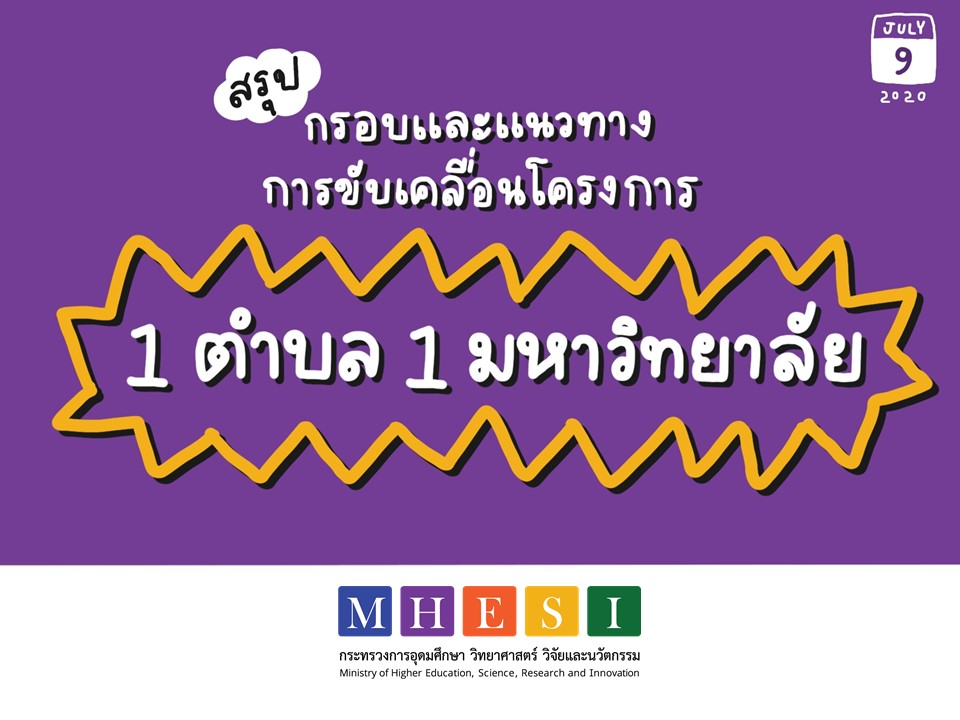 JULY
9
2020
สรุป
กรอบและแนวทาง
การขับเคลื่อนโครงการ
1 ตำบล 1 มหาวิทยาลัย
M H E S I
กระทรวงการอุดมศึกษา วิทยาศาสตร์ วิจัยและนวัตกรรม
Ministry of Higher Education, Science, Research and Innovation